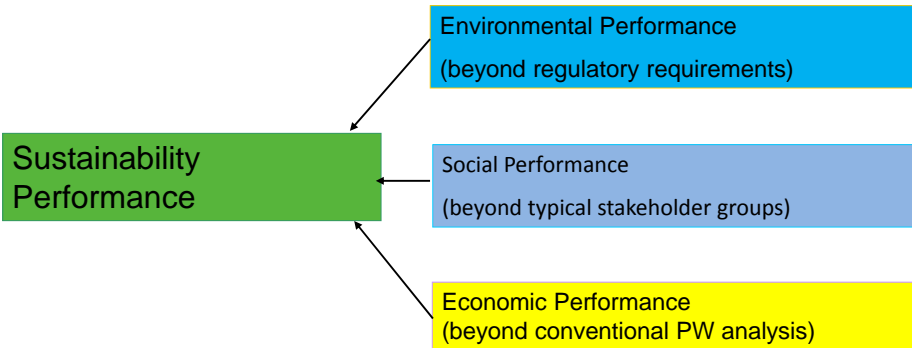 Environmental Performance
(beyond regulatory requirements)
Sustainability
Performance
Social Performance
(beyond typical stakeholder groups)
Economic Performance
(beyond conventional PW analysis)